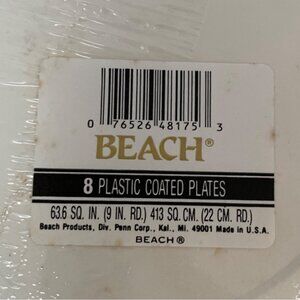 0 76526 48175 3
BEACH®
8 PLASTIC COATED PLATES
63.6 SQ. IN. (9 IN. RD.) 413 SQ. CM. (22 CM. RD.)
Beach Products, Div. Penn Corp., Kal., Mi. 49001 Made in U.S.A.
BEACH®